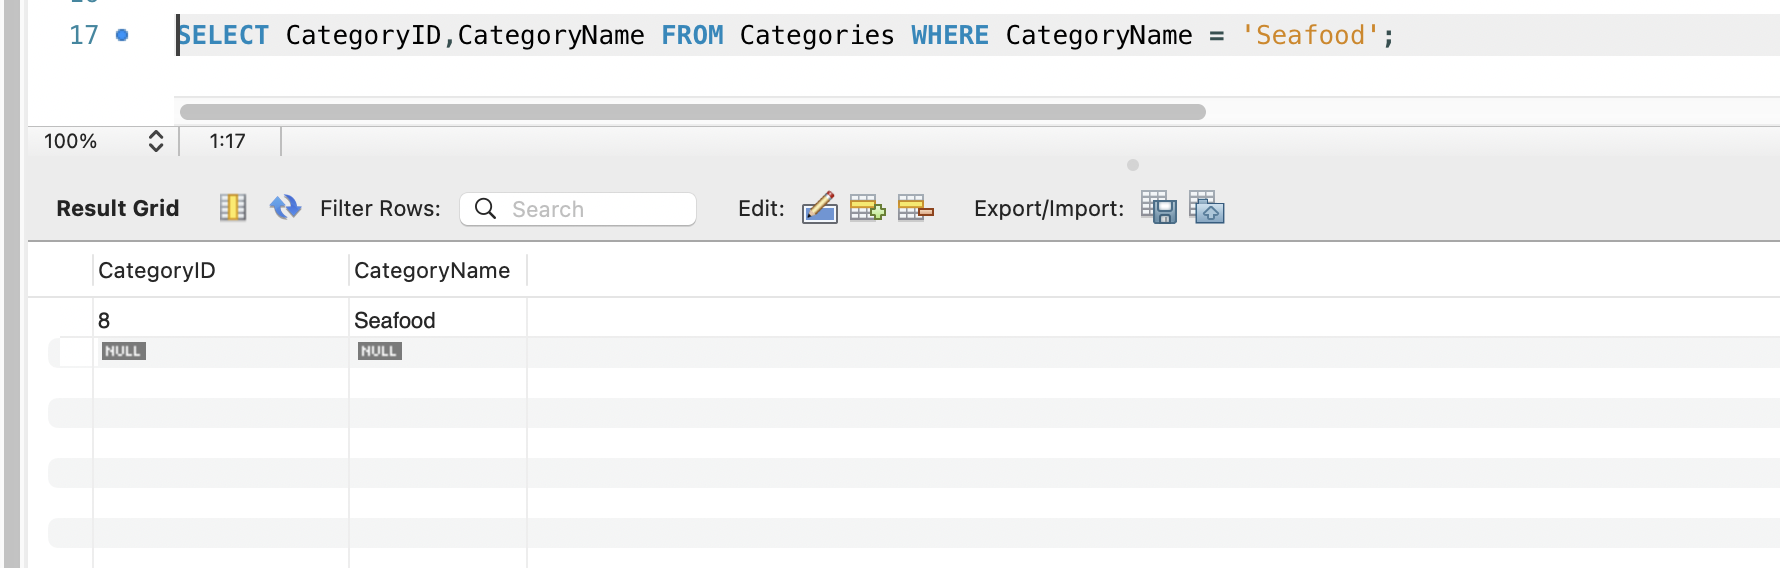 17 SELECT CategoryID,CategoryName FROM Categories WHERE CategoryName = 'Seafood';
100% 1:17
Result Grid Filter Rows: Search Edit: Export/Import:
CategoryID CategoryName
8 Seafood
NULL NULL